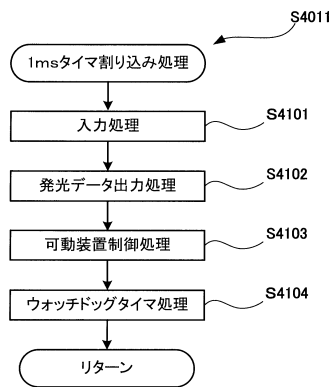 S4011
1msタイマ割り込み処理
入力処理
S4101
発光データ出力処理
S4102
可動装置制御処理
S4103
ウォッチドッグタイマ処理
S4104
リターン